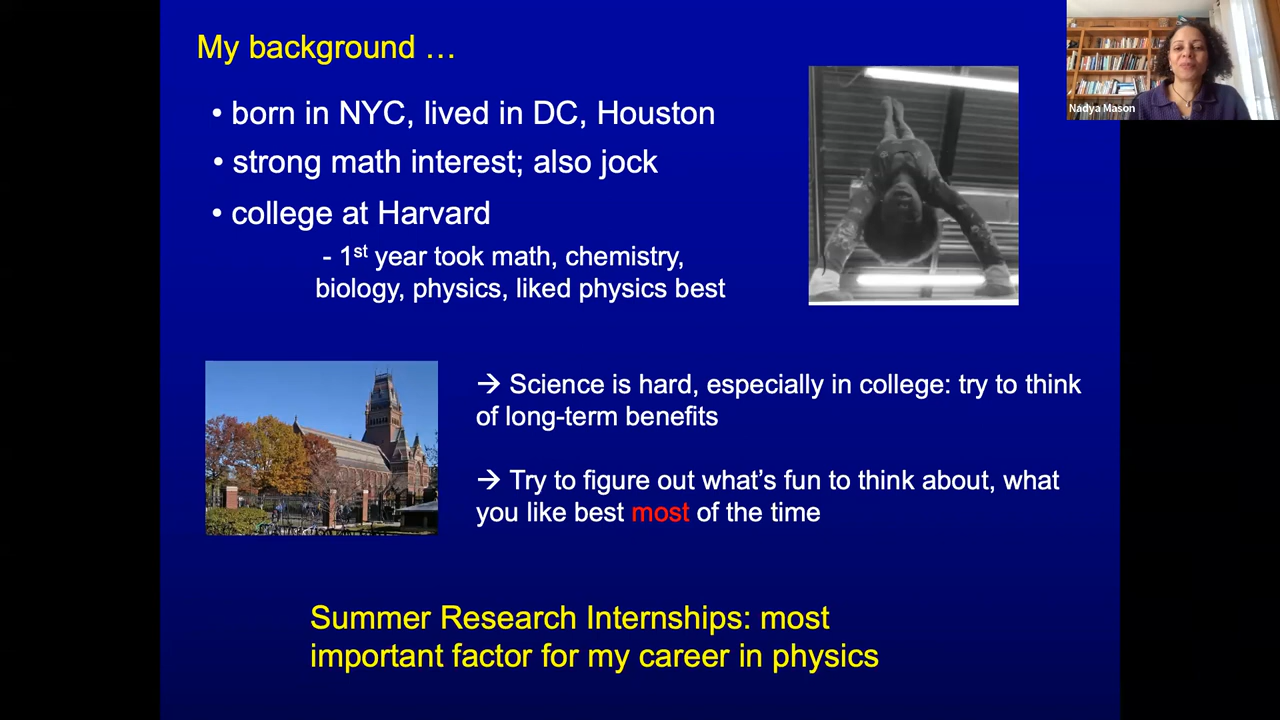 My background …
• born in NYC, lived in DC, Houston
• strong math interest; also jock
• college at Harvard
- 1st year took math, chemistry,
biology, physics, liked physics best
→ Science is hard, especially in college: try to think
of long-term benefits
→ Try to figure out what’s fun to think about, what
you like best most of the time
Summer Research Internships: most
important factor for my career in physics
Nadya Mason